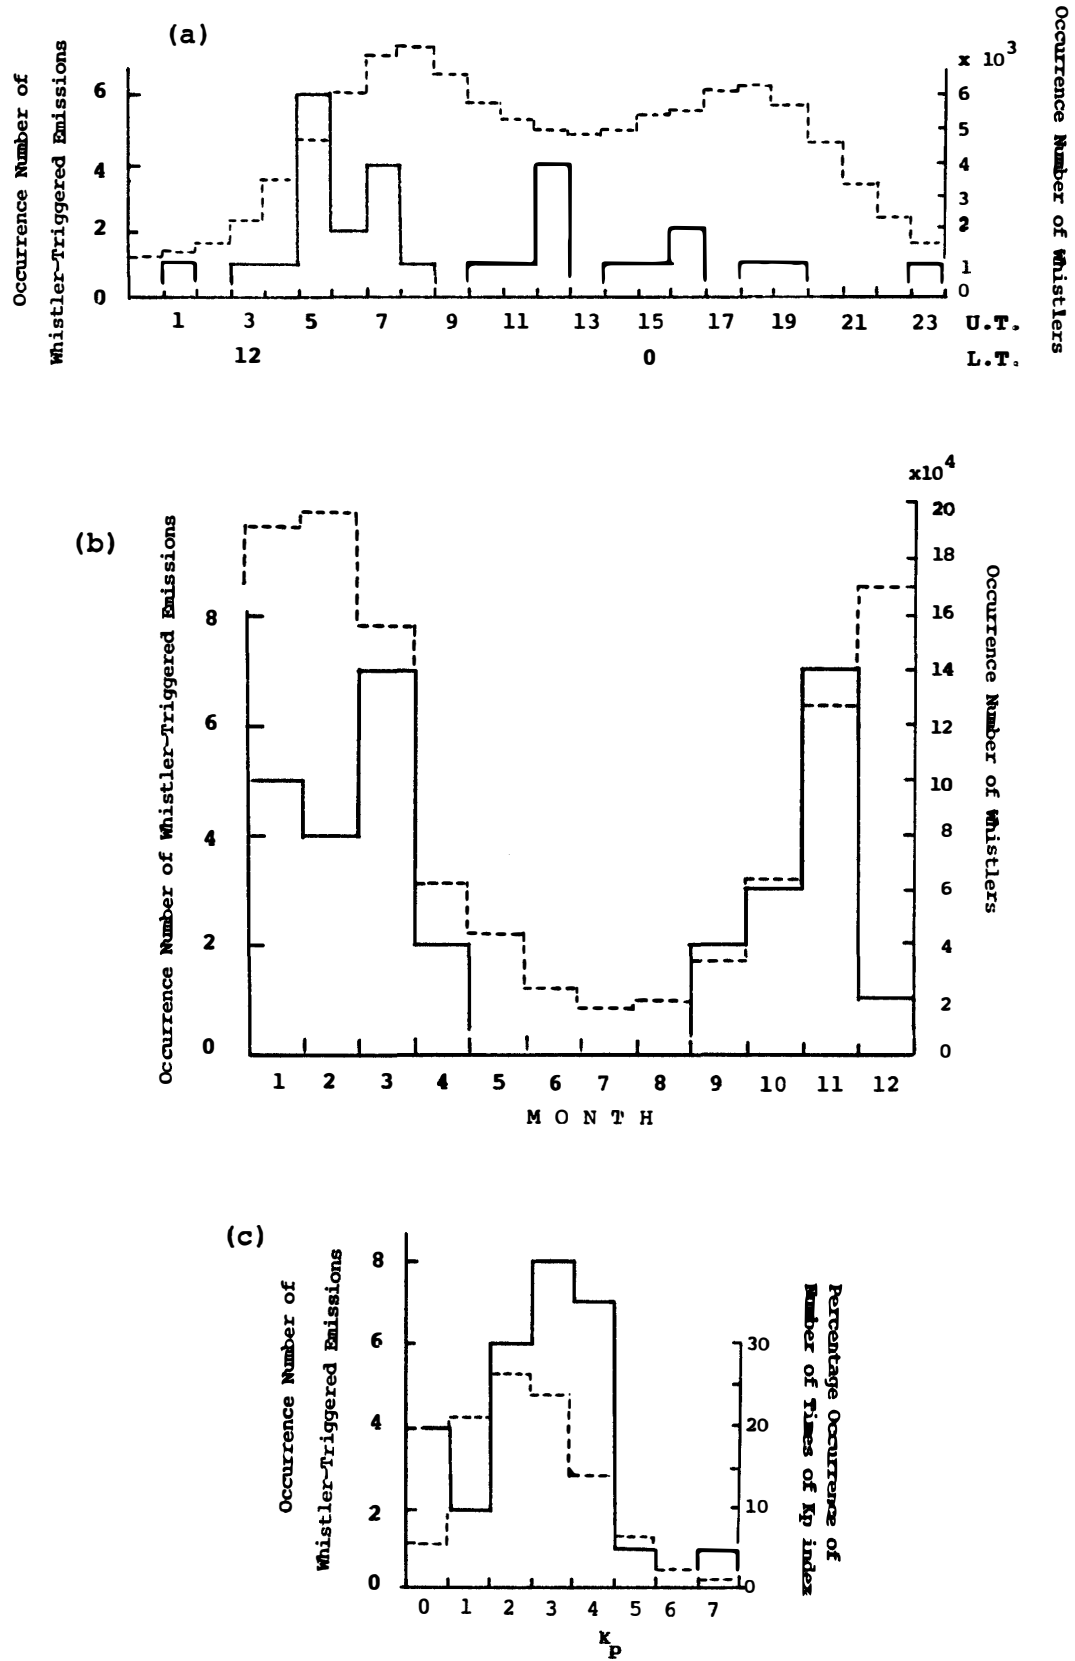 (a)
Occurrence Number of
Whistler-Triggered Emissions
6
4
2
0
x 10³
6
5
4
3
2
1
0
Occurrence Number of Whistlers
1 3 5 7 9 11 13 15 17 19 21 23 U.T.
12 0 L.T.
(b)
Occurrence Number of Whistler-Triggered Emissions
8
6
4
2
0
x10⁴
20
18
16
14
12
10
8
6
4
2
0
Occurrence Number of Whistlers
1 2 3 4 5 6 7 8 9 10 11 12
MONTH
(c)
Occurrence Number of
Whistler-Triggered Emissions
8
6
4
2
0
30
20
10
0
Percentage Occurrence of
Number of Times of Kp index
0 1 2 3 4 5 6 7
Kp